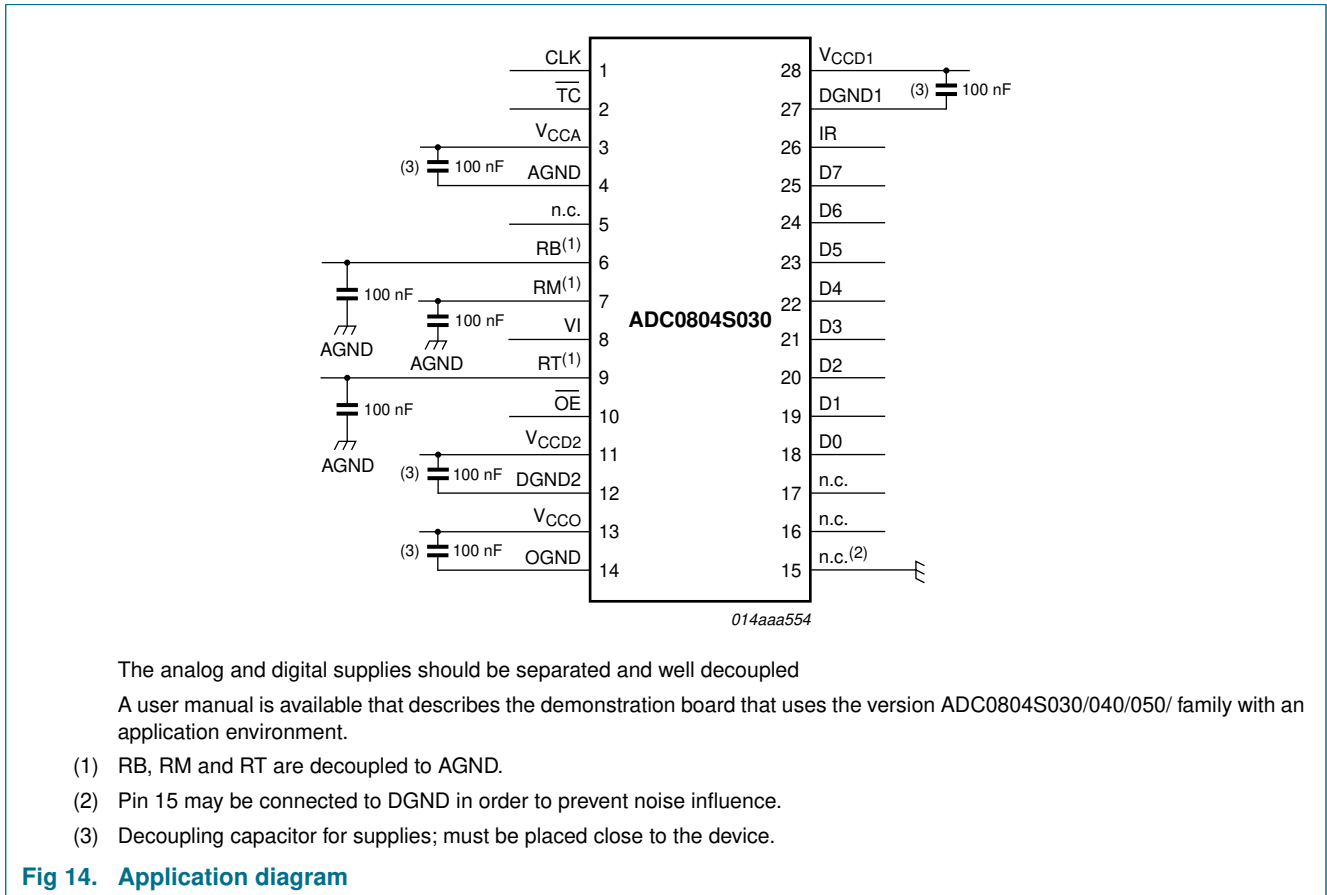 CLK 1
TC 2
VCCA 3
(3) 100 nF
AGND 4
n.c. 5
RB(1) 6
100 nF
AGND
RM(1) 7
100 nF
AGND
VI 8
RT(1) 9
100 nF
AGND
OE 10
VCCD2 11
(3) 100 nF
DGND2 12
VCCO 13
(3) 100 nF
OGND 14
ADC0804S030
28 VCCD1
(3) 100 nF
27 DGND1
26 IR
25 D7
24 D6
23 D5
22 D4
21 D3
20 D2
19 D1
18 D0
17 n.c.
16 n.c.
15 n.c.(2)
014aaa554
The analog and digital supplies should be separated and well decoupled
A user manual is available that describes the demonstration board that uses the version ADC0804S030/040/050/ family with an
application environment.
(1) RB, RM and RT are decoupled to AGND.
(2) Pin 15 may be connected to DGND in order to prevent noise influence.
(3) Decoupling capacitor for supplies; must be placed close to the device.
Fig 14. Application diagram